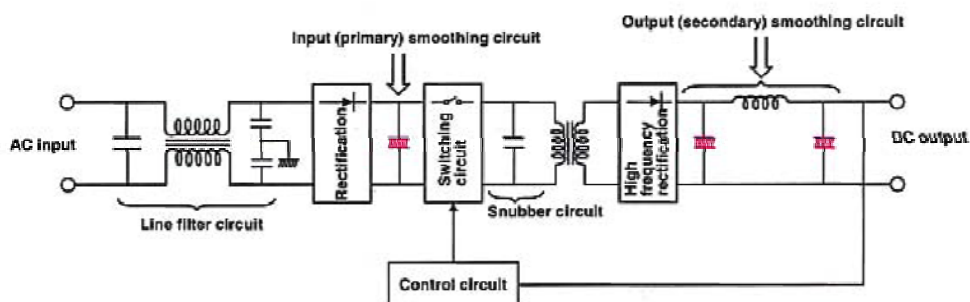 Output (secondary) smoothing circuit
Input (primary) smoothing circuit
AC input
Rectification
Switching
circuit
High
frequency
rectification
DC output
Line filter circuit
Snubber circuit
Control circuit